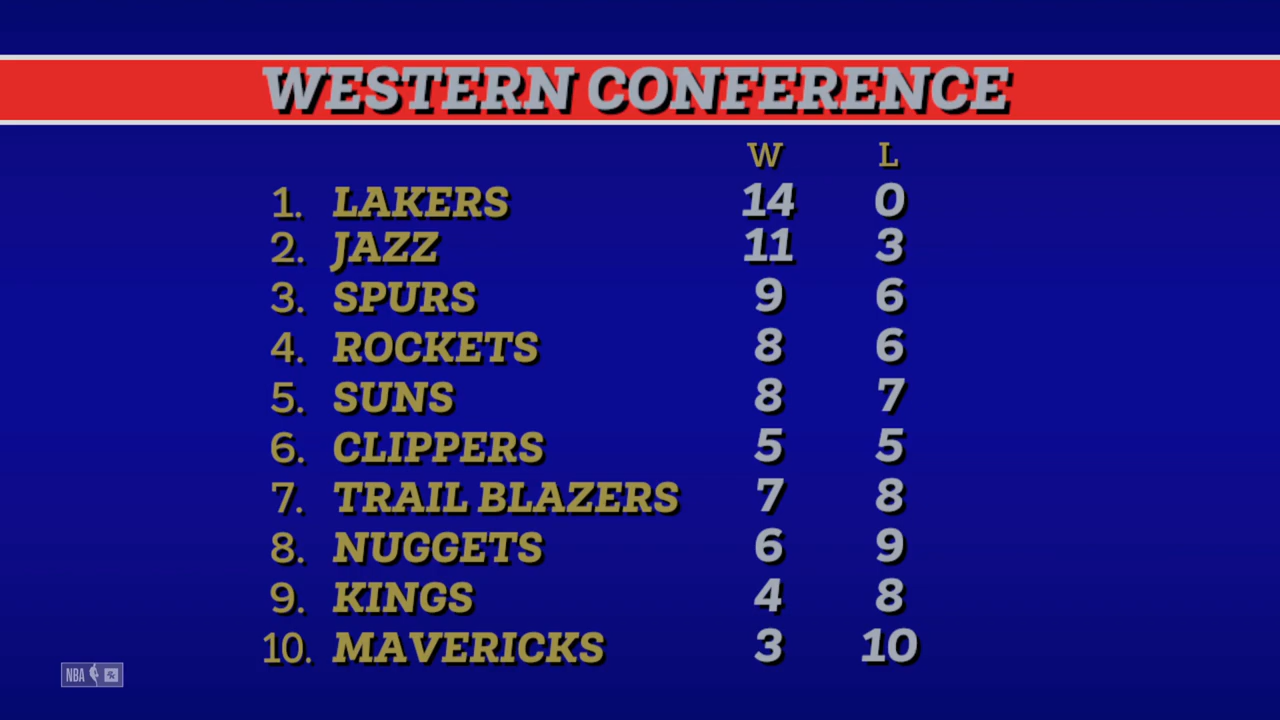 WESTERN CONFERENCE
W L
1. LAKERS 14 0
2. JAZZ 11 3
3. SPURS 9 6
4. ROCKETS 8 6
5. SUNS 8 7
6. CLIPPERS 5 5
7. TRAIL BLAZERS 7 8
8. NUGGETS 6 9
9. KINGS 4 8
10. MAVERICKS 3 10
NBA